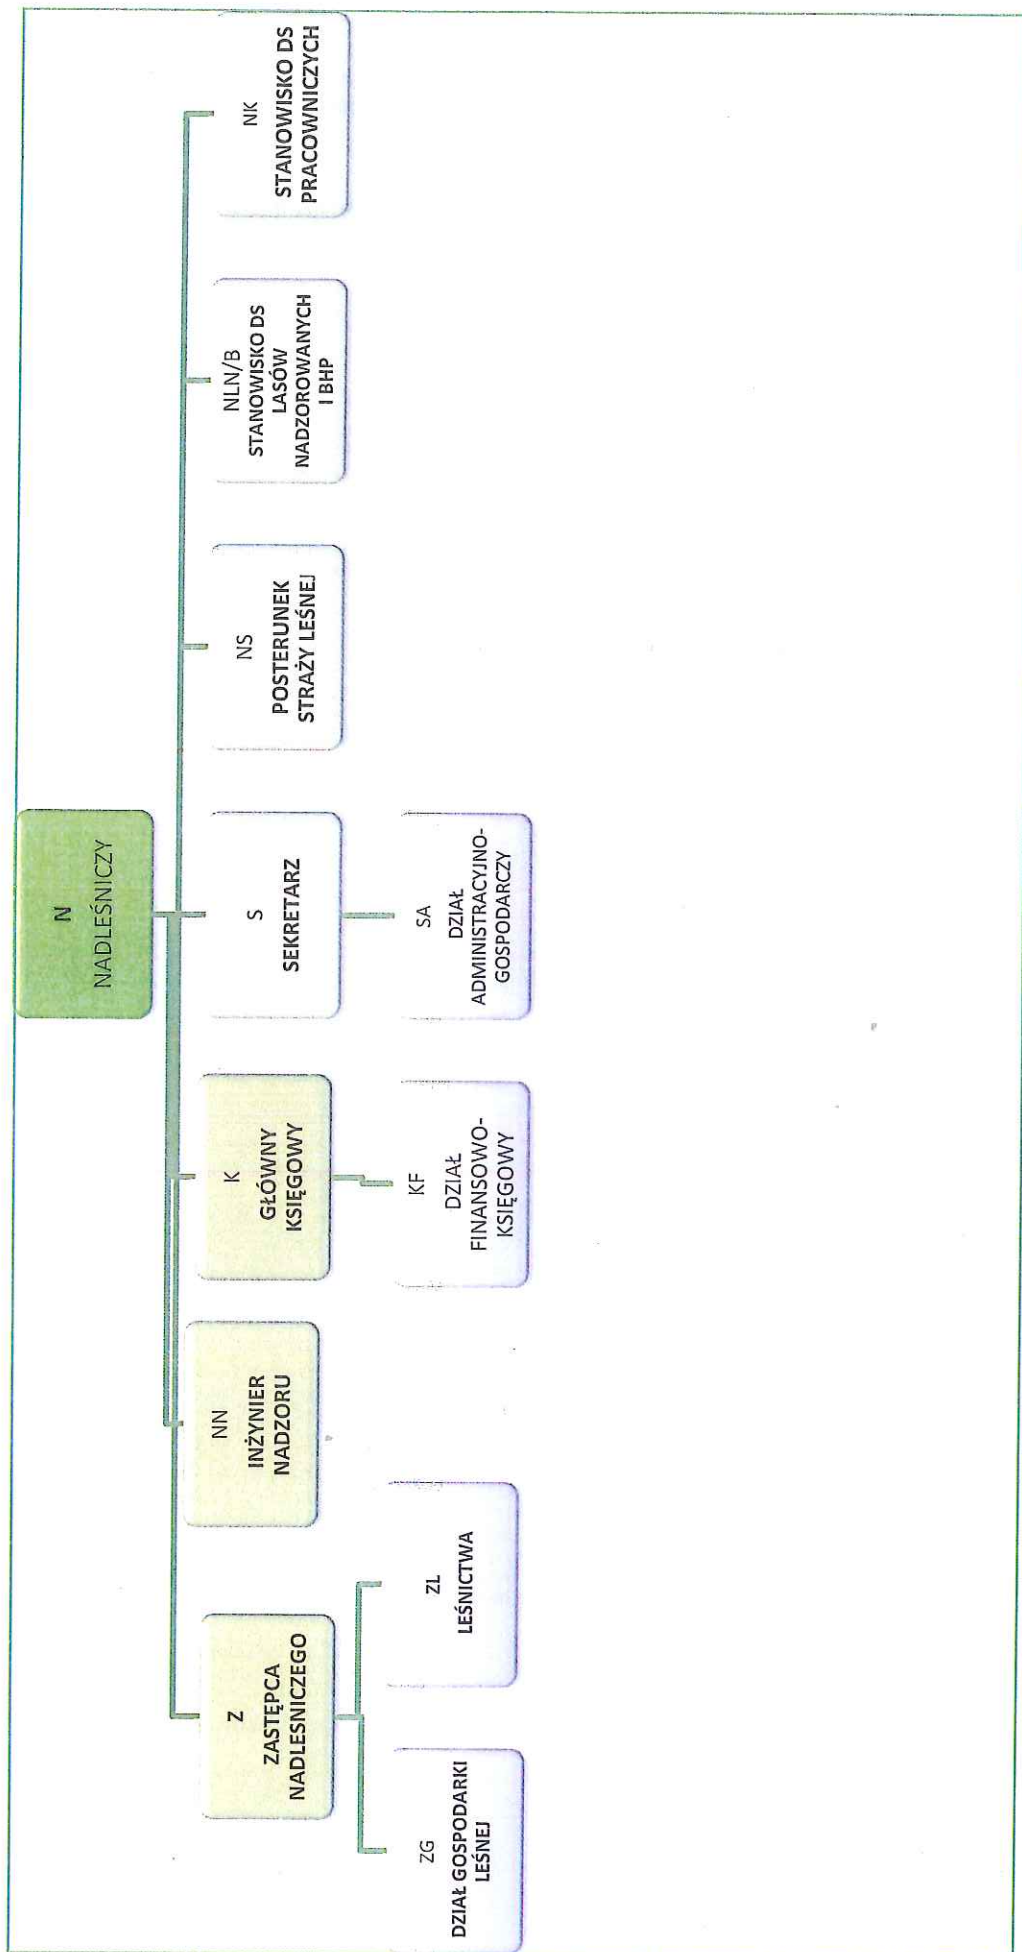 N
NADLEŚNICZY
Z
ZASTĘPCA
NADLESNICZEGO
NN
INŻYNIER
NADZORU
K
GŁÓWNY
KSIĘGOWY
S
SEKRETARZ
NS
POSTERUNEK
STRAŻY LEŚNEJ
NLN/B
STANOWISKO DS
LASÓW
NADZOROWANYCH
I BHP
NK
STANOWISKO DS
PRACOWNICZYCH
ZG
DZIAŁ GOSPODARKI
LEŚNEJ
ZL
LEŚNICTWA
KF
DZIAŁ
FINANSOWO-
KSIĘGOWY
SA
DZIAŁ
ADMINISTRACYJNO-
GOSPODARCZY